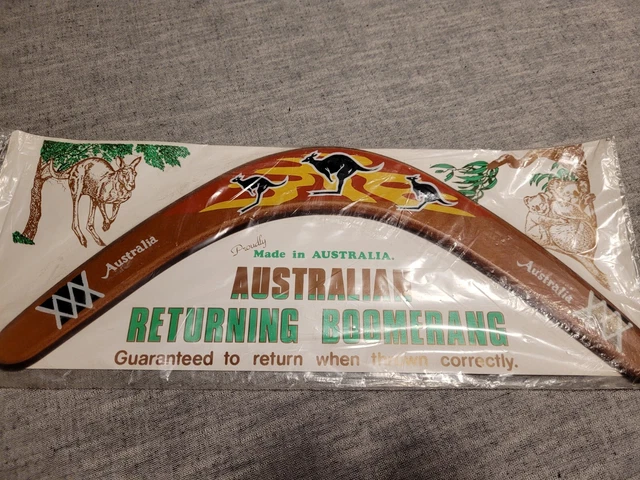 Australia
Australia
Proudly
Made in AUSTRALIA.
AUSTRALIAN
RETURNING BOOMERANG
Guaranteed to return when thrown correctly.